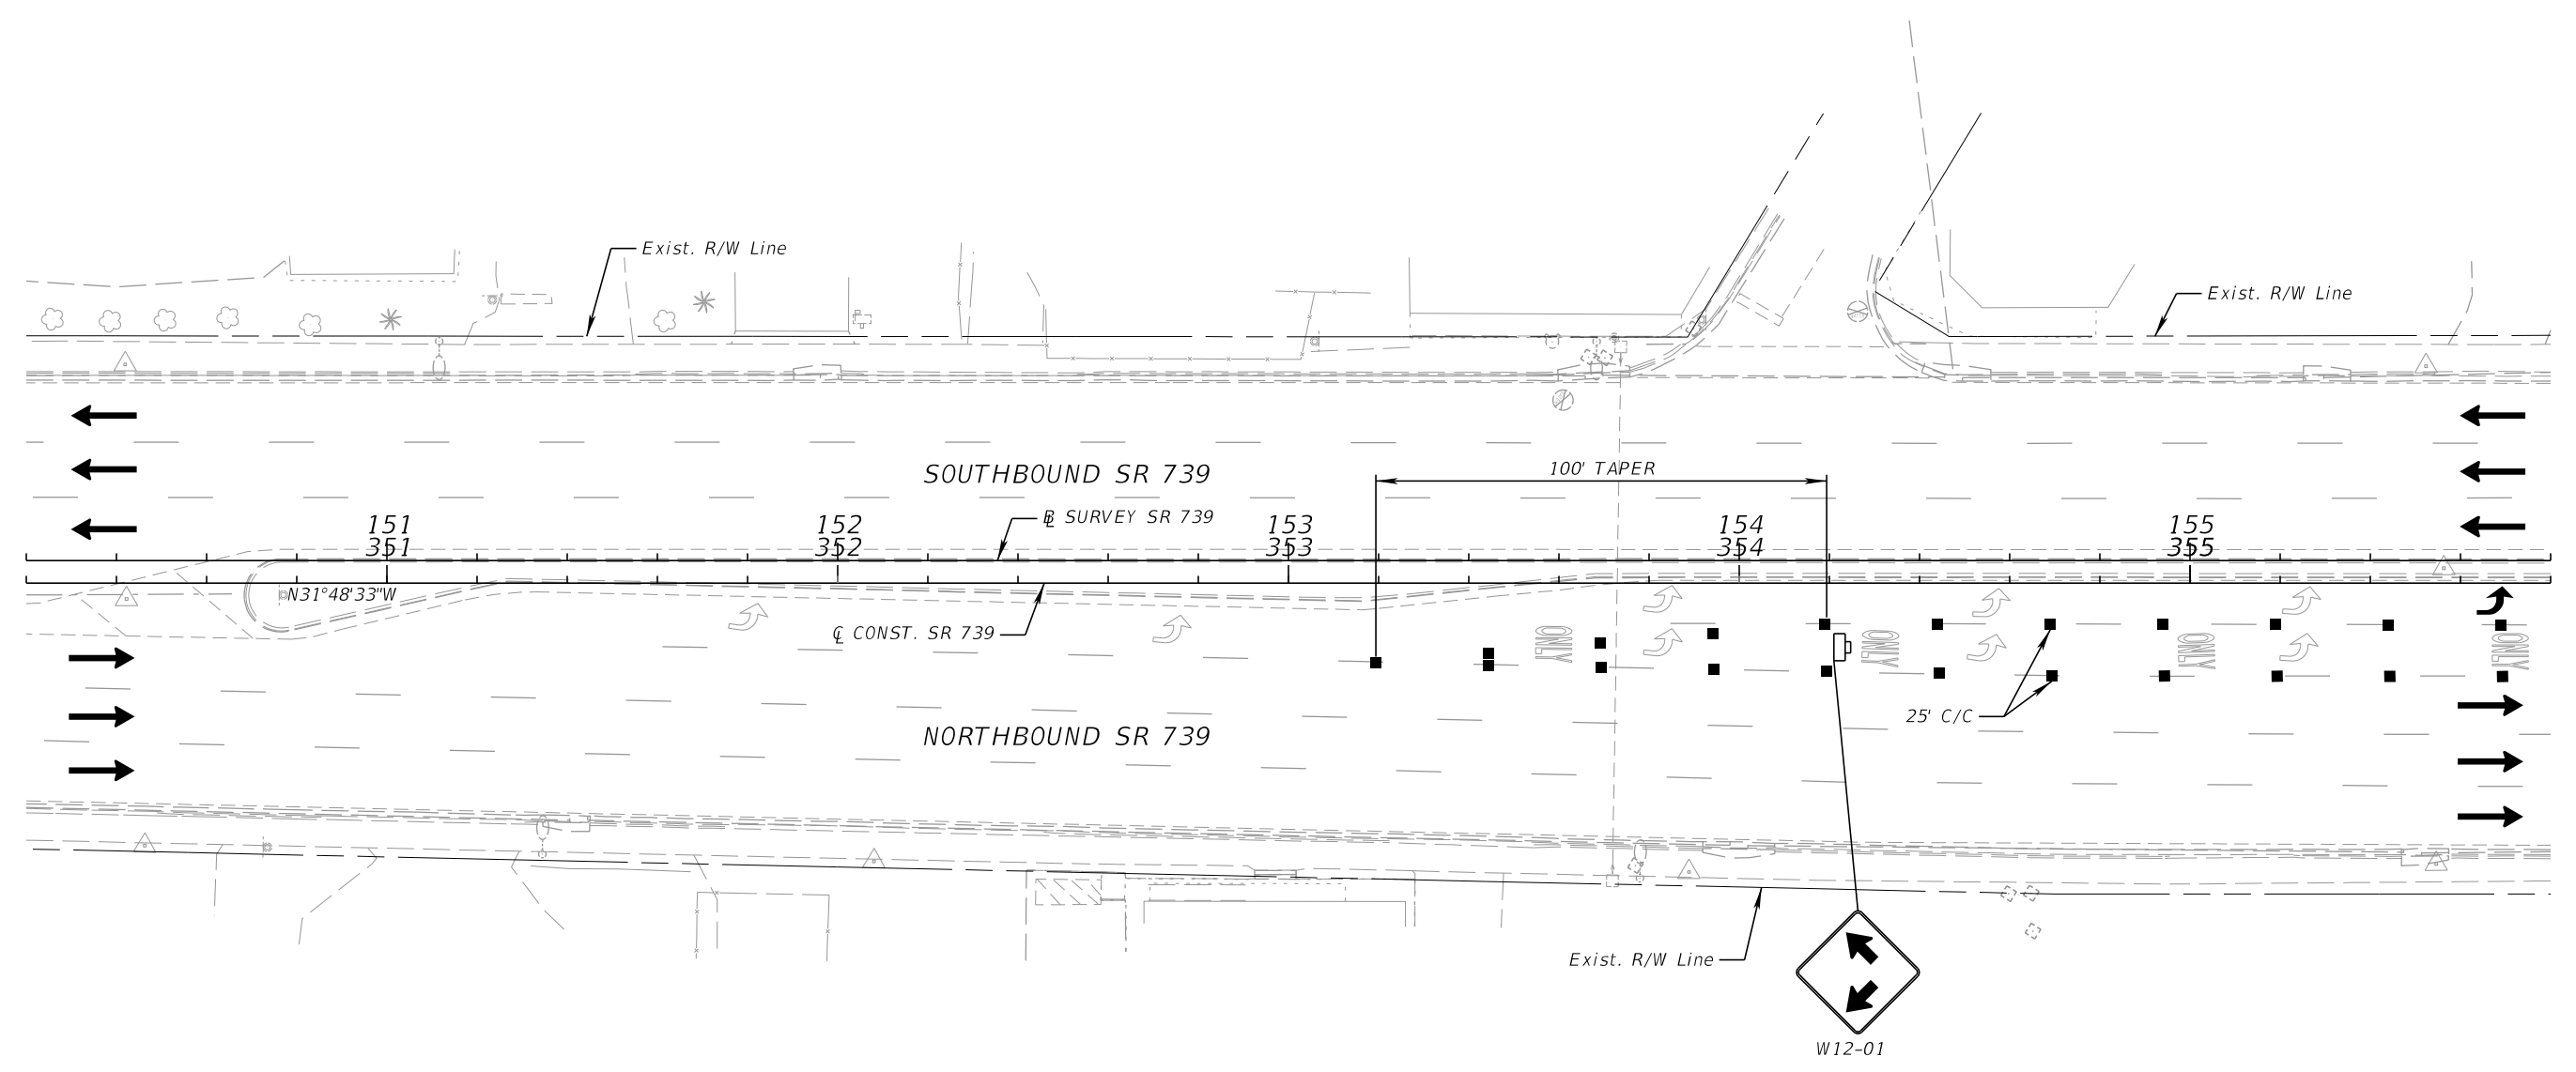 Exist. R/W Line
Exist. R/W Line
SOUTHBOUND SR 739
100' TAPER
151
152
153
154
155
351
352
353
354
355
BL SURVEY SR 739
N31°48'33"W
CL CONST. SR 739
ONLY
ONLY
ONLY
ONLY
25' C/C
NORTHBOUND SR 739
Exist. R/W Line
W12-01